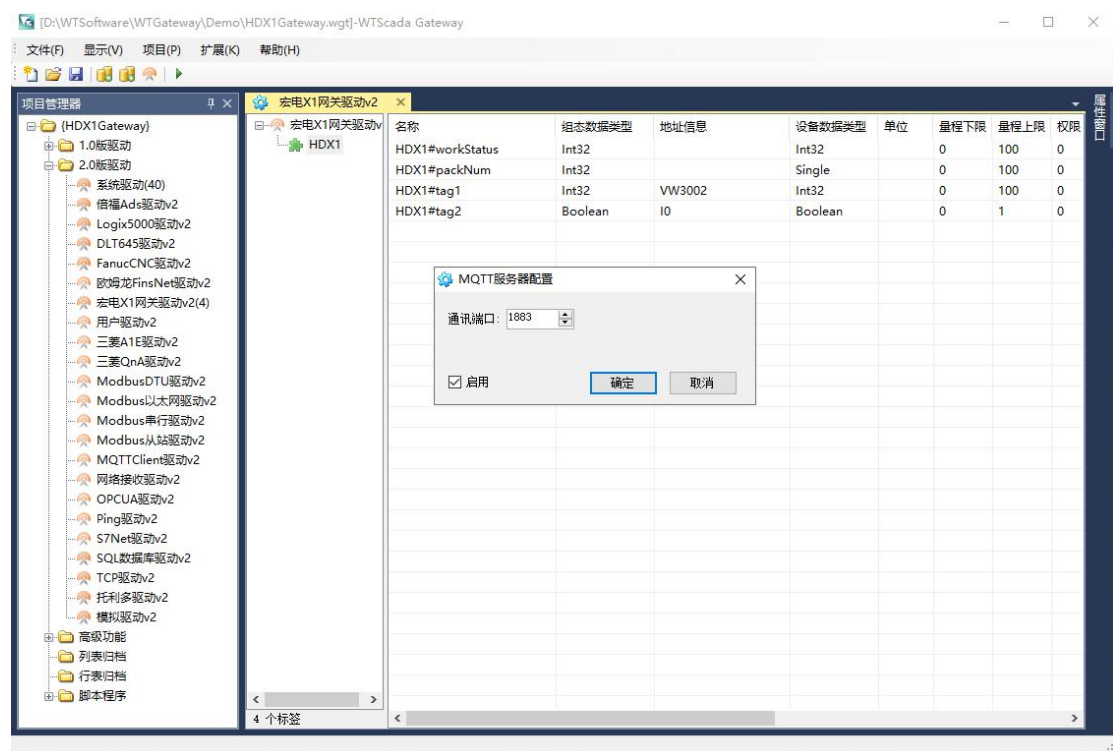 [D:\WTSoftware\WTGateway\Demo\HDX1Gateway.wgt]-WTScada Gateway
文件(F) 显示(V) 项目(P) 扩展(K) 帮助(H)
项目管理器
{HDX1Gateway}
1.0版驱动
2.0版驱动
系统驱动(40)
倍福Ads驱动v2
Logix5000驱动v2
DLT645驱动v2
FanucCNC驱动v2
欧姆龙FinsNet驱动v2
宏电X1网关驱动v2(4)
用户驱动v2
三菱A1E驱动v2
三菱QnA驱动v2
ModbusDTU驱动v2
Modbus以太网驱动v2
Modbus串行驱动v2
Modbus从站驱动v2
MQTTClient驱动v2
网络接收驱动v2
OPCUA驱动v2
Ping驱动v2
S7Net驱动v2
SQL数据库驱动v2
TCP驱动v2
托利多驱动v2
模拟驱动v2
高级功能
列表归档
行表归档
脚本程序
宏电X1网关驱动v2
宏电X1网关驱动v
HDX1
4 个标签
名称 组态数据类型 地址信息 设备数据类型 单位 量程下限 量程上限 权限
HDX1#workStatus Int32 Int32 0 100 0
HDX1#packNum Int32 Single 0 100 0
HDX1#tag1 Int32 VW3002 Int32 0 100 0
HDX1#tag2 Boolean I0 Boolean 0 1 0
MQTT服务器配置
通讯端口: 1883
启用 确定 取消
属性窗口